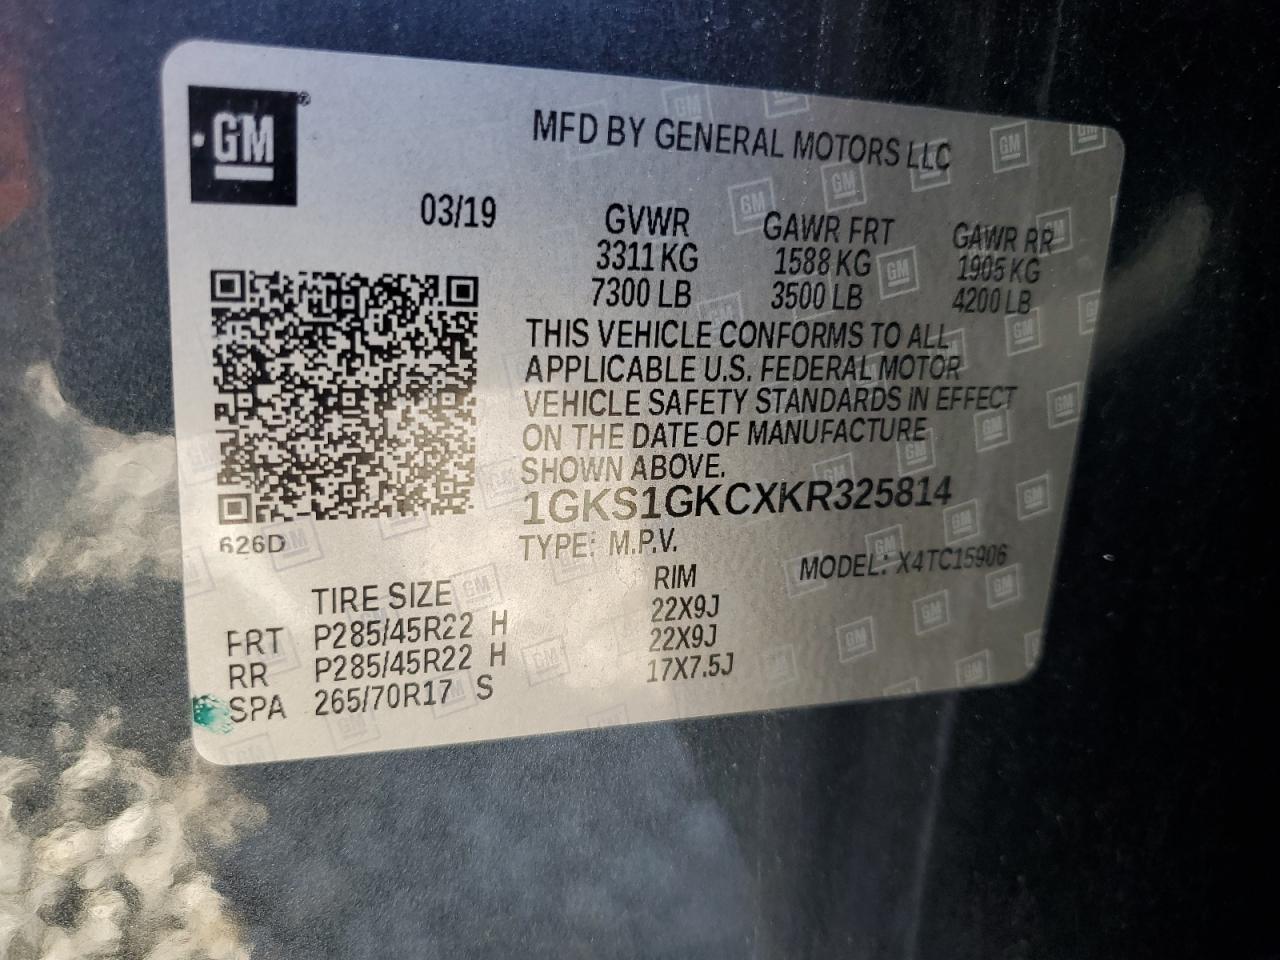 GM
MFD BY GENERAL MOTORS LLC
03/19
GVWR GAWR FRT GAWR RR
3311 KG 1588 KG 1905 KG
7300 LB 3500 LB 4200 LB
THIS VEHICLE CONFORMS TO ALL
APPLICABLE U.S. FEDERAL MOTOR
VEHICLE SAFETY STANDARDS IN EFFECT
ON THE DATE OF MANUFACTURE
SHOWN ABOVE.
1GKS1GKCXKR325814
626D
TYPE: M.P.V.
MODEL: X4TC15906
TIRE SIZE RIM
FRT P285/45R22 H 22X9J
RR P285/45R22 H 22X9J
SPA 265/70R17 S 17X7.5J